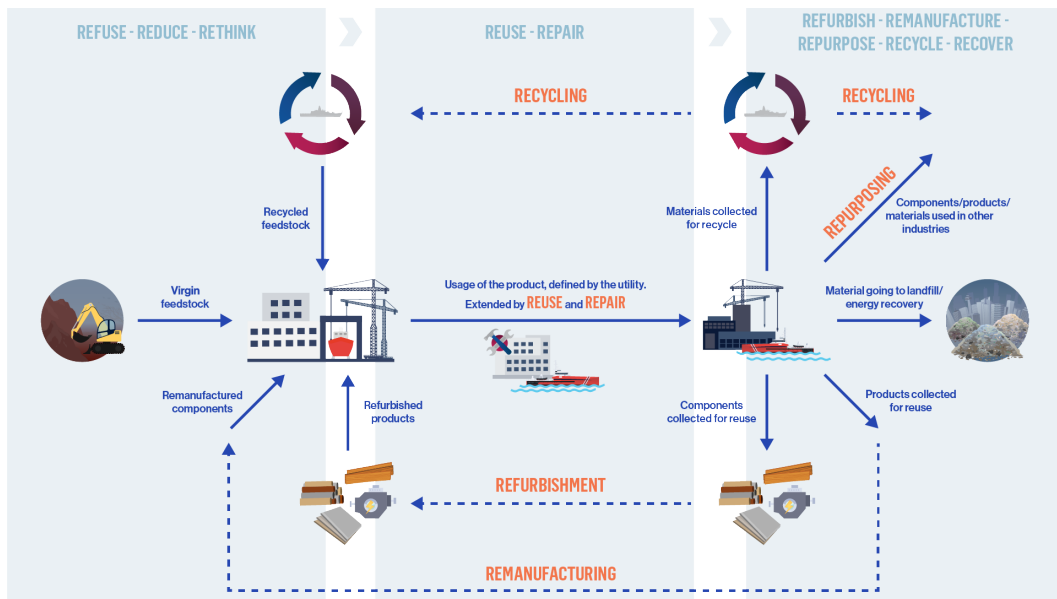 REFUSE - REDUCE - RETHINK
REUSE - REPAIR
REFURBISH - REMANUFACTURE -
REPURPOSE - RECYCLE - RECOVER
RECYCLING
RECYCLING
Recycled
feedstock
Materials collected
for recycle
REPURPOSING
Components/products/
materials used in other
industries
Virgin
feedstock
Usage of the product, defined by the utility.
Extended by REUSE and REPAIR
Material going to landfill/
energy recovery
Remanufactured
components
Refurbished
products
Components
collected for reuse
Products collected
for reuse
REFURBISHMENT
REMANUFACTURING